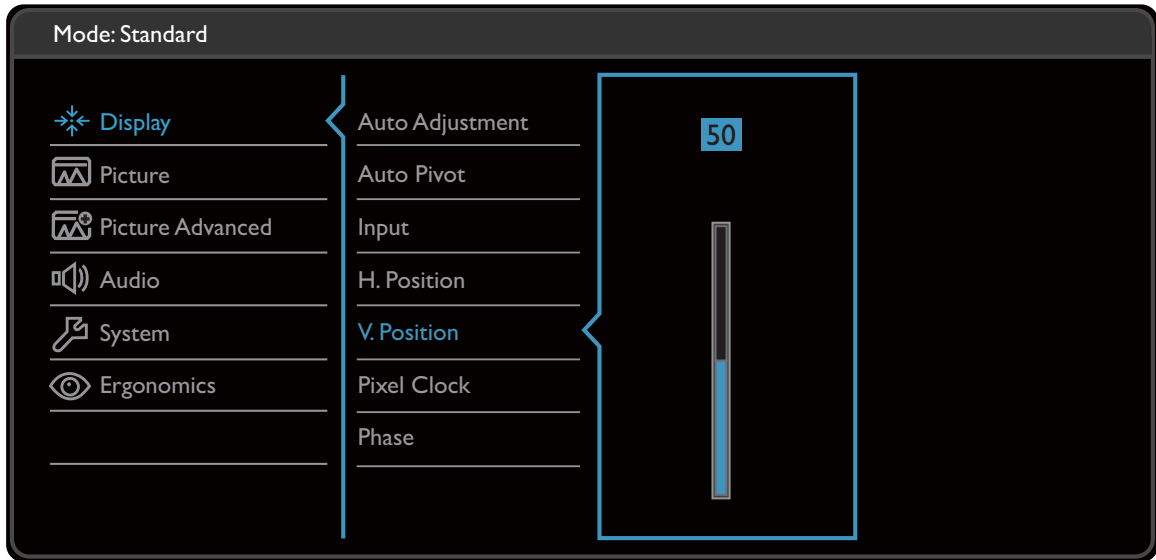 Mode: Standard
Display
Picture
Picture Advanced
Audio
System
Ergonomics
Auto Adjustment
Auto Pivot
Input
H. Position
V. Position
Pixel Clock
Phase
50